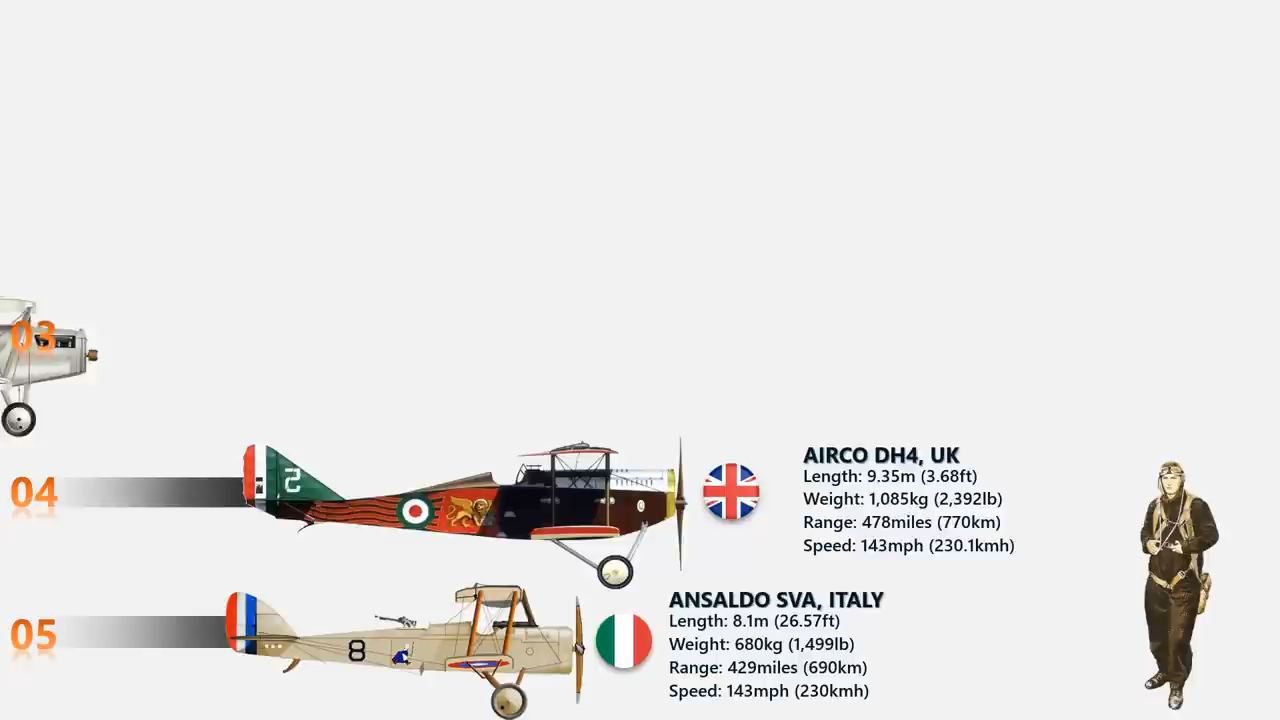 03
04
AIRCO DH4, UK
Length: 9.35m (3.68ft)
Weight: 1,085kg (2,392lb)
Range: 478miles (770km)
Speed: 143mph (230.1kmh)
05
8
ANSALDO SVA, ITALY
Length: 8.1m (26.57ft)
Weight: 680kg (1,499lb)
Range: 429miles (690km)
Speed: 143mph (230kmh)